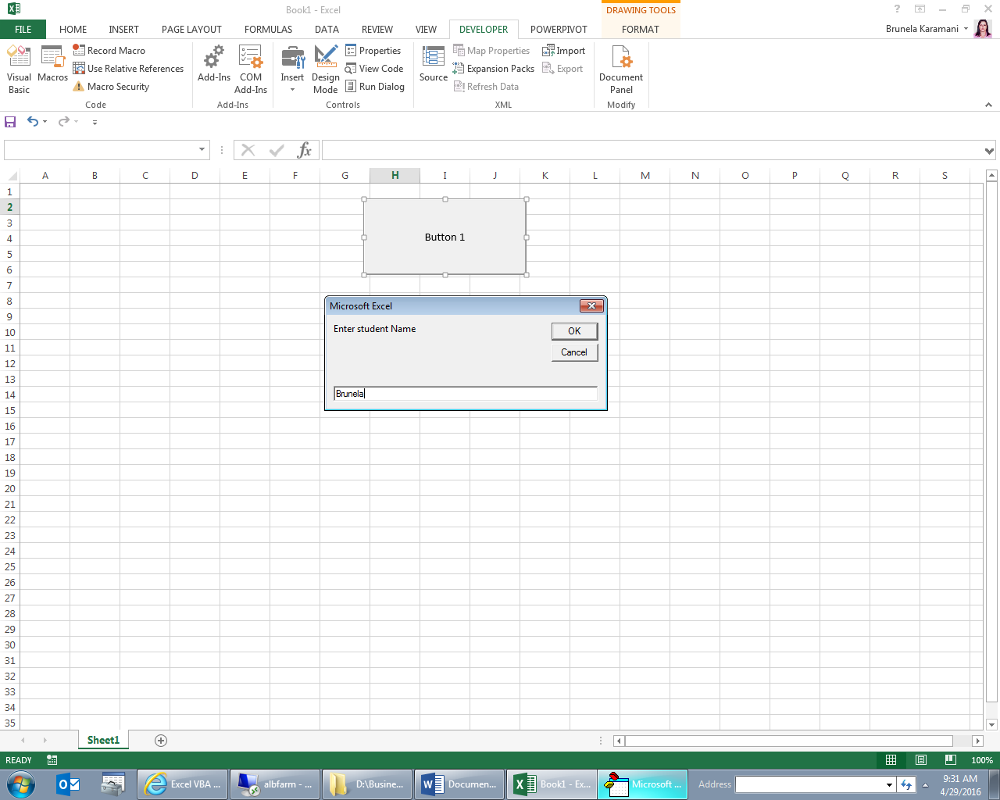 Book1 - Excel
DRAWING TOOLS
?
FILE HOME INSERT PAGE LAYOUT FORMULAS DATA REVIEW VIEW DEVELOPER POWERPIVOT FORMAT Brunela Karamani
Visual Basic
Macros
Record Macro
Use Relative References
Macro Security
Code
Add-Ins
COM Add-Ins
Add-Ins
Insert
Design Mode
Properties
View Code
Run Dialog
Controls
Source
Map Properties
Expansion Packs
Refresh Data
Import
Export
XML
Document Panel
Modify
fx
A B C D E F G H I J K L M N O P Q R S
1
2
3
4
5
6
7
8
9
10
11
12
13
14
15
16
17
18
19
20
21
22
23
24
25
26
27
28
29
30
31
32
33
34
35
Button 1
Microsoft Excel
Enter student Name
OK
Cancel
Brunela
Sheet1
READY
100%
Excel VBA ...
albfarm - ...
D:\Busine...
Documen...
Book1 - Ex...
Microsoft ...
Address
9:31 AM
4/29/2016